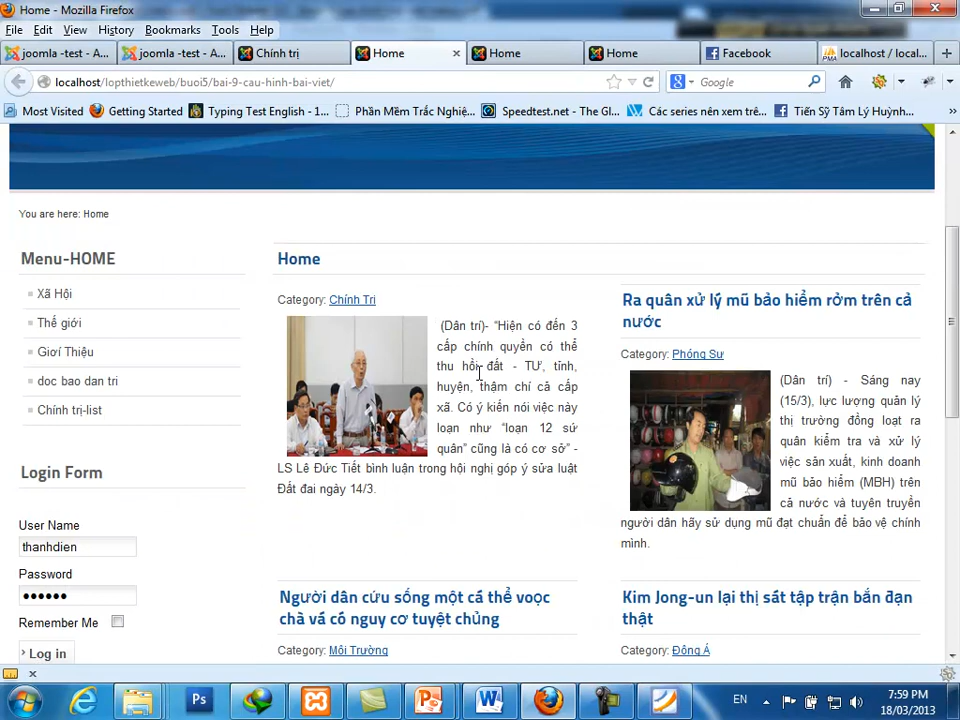 Home - Mozilla Firefox
File Edit View History Bookmarks Tools Help
joomla -test - A... joomla -test - A... Chính trị Home Home Home Facebook localhost / local...
localhost/lopthietkeweb/buoi5/bai-9-cau-hinh-bai-viet/ Google
Most Visited Getting Started Typing Test English - 1... Phần Mềm Trắc Nghiệ... Speedtest.net - The Gl... Các series nên xem trê... Tiến Sỹ Tâm Lý Huỳnh...
You are here: Home
Menu-HOME
Xã Hội
Thế giới
Giơí Thiệu
doc bao dan tri
Chính trị-list
Login Form
User Name
thanhdien
Password
Remember Me
Log in
Home
Category: Chính Trị
(Dân trí)- “Hiện có đến 3
cấp chính quyền có thể
thu hồi đất - TƯ, tỉnh,
huyện, thậm chí cả cấp
xã. Có ý kiến nói việc này
loạn như “loạn 12 sứ
quân” cũng là có cơ sở” -
LS Lê Đức Tiết bình luận trong hội nghị góp ý sửa luật
Đất đai ngày 14/3.
Ra quân xử lý mũ bảo hiểm rởm trên cả
nước
Category: Phóng Sự
(Dân trí) - Sáng nay
(15/3), lực lượng quản lý
thị trường đồng loạt ra
quân kiểm tra và xử lý
việc sản xuất, kinh doanh
mũ bảo hiểm (MBH) trên
cả nước và tuyên truyền
người dân hãy sử dụng mũ đạt chuẩn để bảo vệ chính
mình.
Người dân cứu sống một cá thể voọc
chà vá có nguy cơ tuyệt chủng
Category: Môi Trường
Kim Jong-un lại thị sát tập trận bắn đạn
thật
Category: Đông Á
EN
7:59 PM
18/03/2013